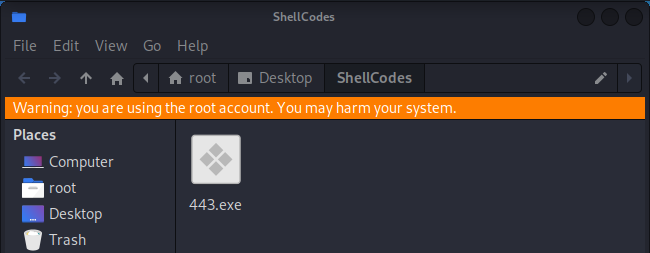 ShellCodes
File Edit View Go Help
root Desktop ShellCodes
Warning: you are using the root account. You may harm your system.
Places
Computer
root
Desktop
Trash
443.exe